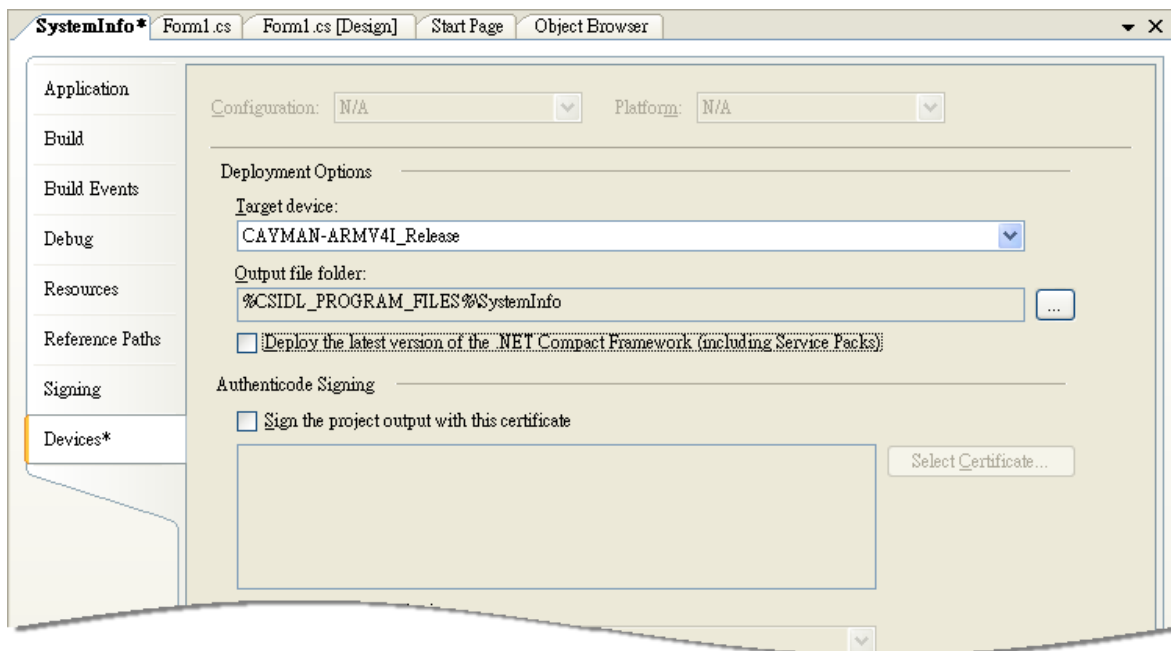 SystemInfo* Form1.cs Form1.cs [Design] Start Page Object Browser
Application
Build
Build Events
Debug
Resources
Reference Paths
Signing
Devices*
Configuration: N/A Platform: N/A
Deployment Options
Target device:
CAYMAN-ARMV4I_Release
Output file folder:
%CSIDL_PROGRAM_FILES%\SystemInfo
...
Deploy the latest version of the .NET Compact Framework (including Service Packs)
Authenticode Signing
Sign the project output with this certificate
Select Certificate...